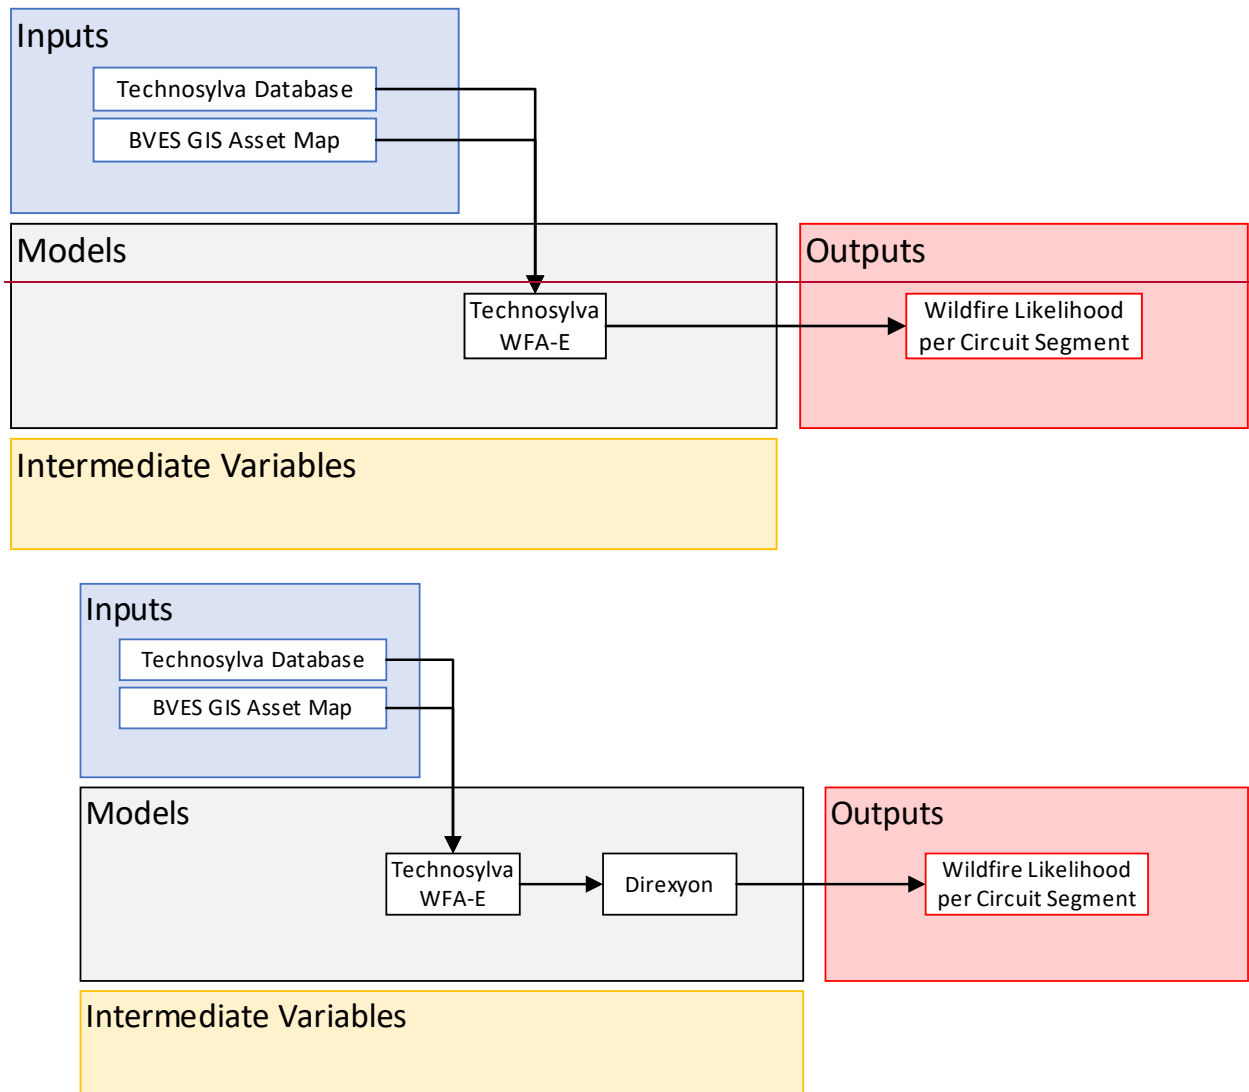 Inputs
Technosylva Database
BVES GIS Asset Map
Models
Outputs
Technosylva
WFA-E
Wildfire Likelihood
per Circuit Segment
Intermediate Variables
Inputs
Technosylva Database
BVES GIS Asset Map
Models
Outputs
Technosylva
WFA-E
Direxyon
Wildfire Likelihood
per Circuit Segment
Intermediate Variables